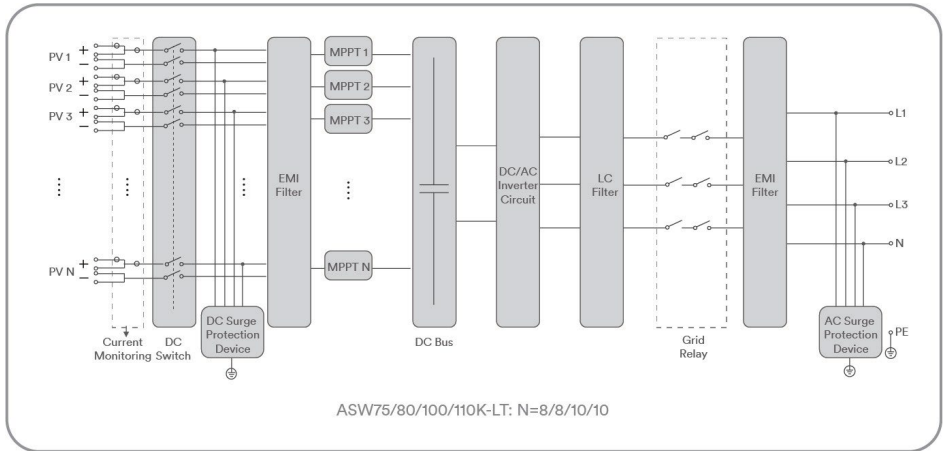 PV 1 + −
PV 2 + −
PV 3 + −
PV N + −
Current
Monitoring
DC
Switch
DC Surge
Protection
Device
EMI
Filter
MPPT 1
MPPT 2
MPPT 3
MPPT N
DC Bus
DC/AC
Inverter
Circuit
LC
Filter
Grid
Relay
EMI
Filter
L1
L2
L3
N
AC Surge
Protection
Device
PE
ASW75/80/100/110K-LT: N=8/8/10/10